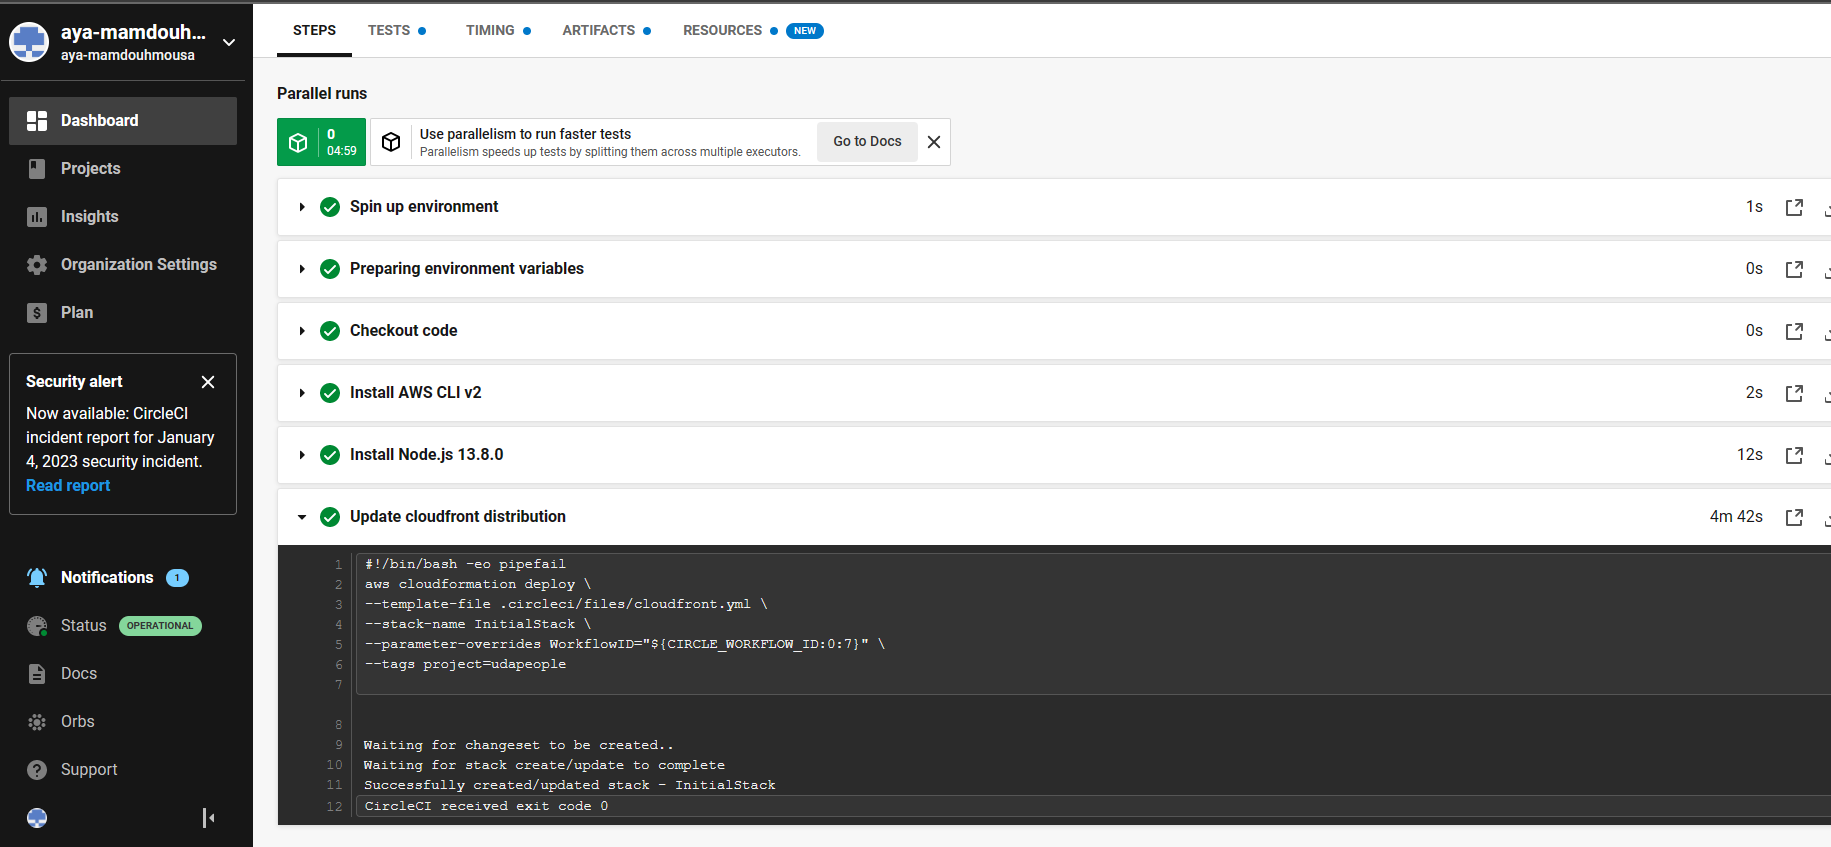 aya-mamdouh...
aya-mamdouhmousa
Dashboard
Projects
Insights
Organization Settings
Plan
Security alert
Now available: CircleCI
incident report for January
4, 2023 security incident.
Read report
Notifications 1
Status OPERATIONAL
Docs
Orbs
Support
STEPS TESTS TIMING ARTIFACTS RESOURCES NEW
Parallel runs
0
04:59
Use parallelism to run faster tests
Parallelism speeds up tests by splitting them across multiple executors.
Go to Docs
Spin up environment 1s
Preparing environment variables 0s
Checkout code 0s
Install AWS CLI v2 2s
Install Node.js 13.8.0 12s
Update cloudfront distribution 4m 42s
1 #!/bin/bash -eo pipefail
2 aws cloudformation deploy \
3 --template-file .circleci/files/cloudfront.yml \
4 --stack-name InitialStack \
5 --parameter-overrides WorkflowID="${CIRCLE_WORKFLOW_ID:0:7}" \
6 --tags project=udapeople
7
8
9 Waiting for changeset to be created..
10 Waiting for stack create/update to complete
11 Successfully created/updated stack - InitialStack
12 CircleCI received exit code 0